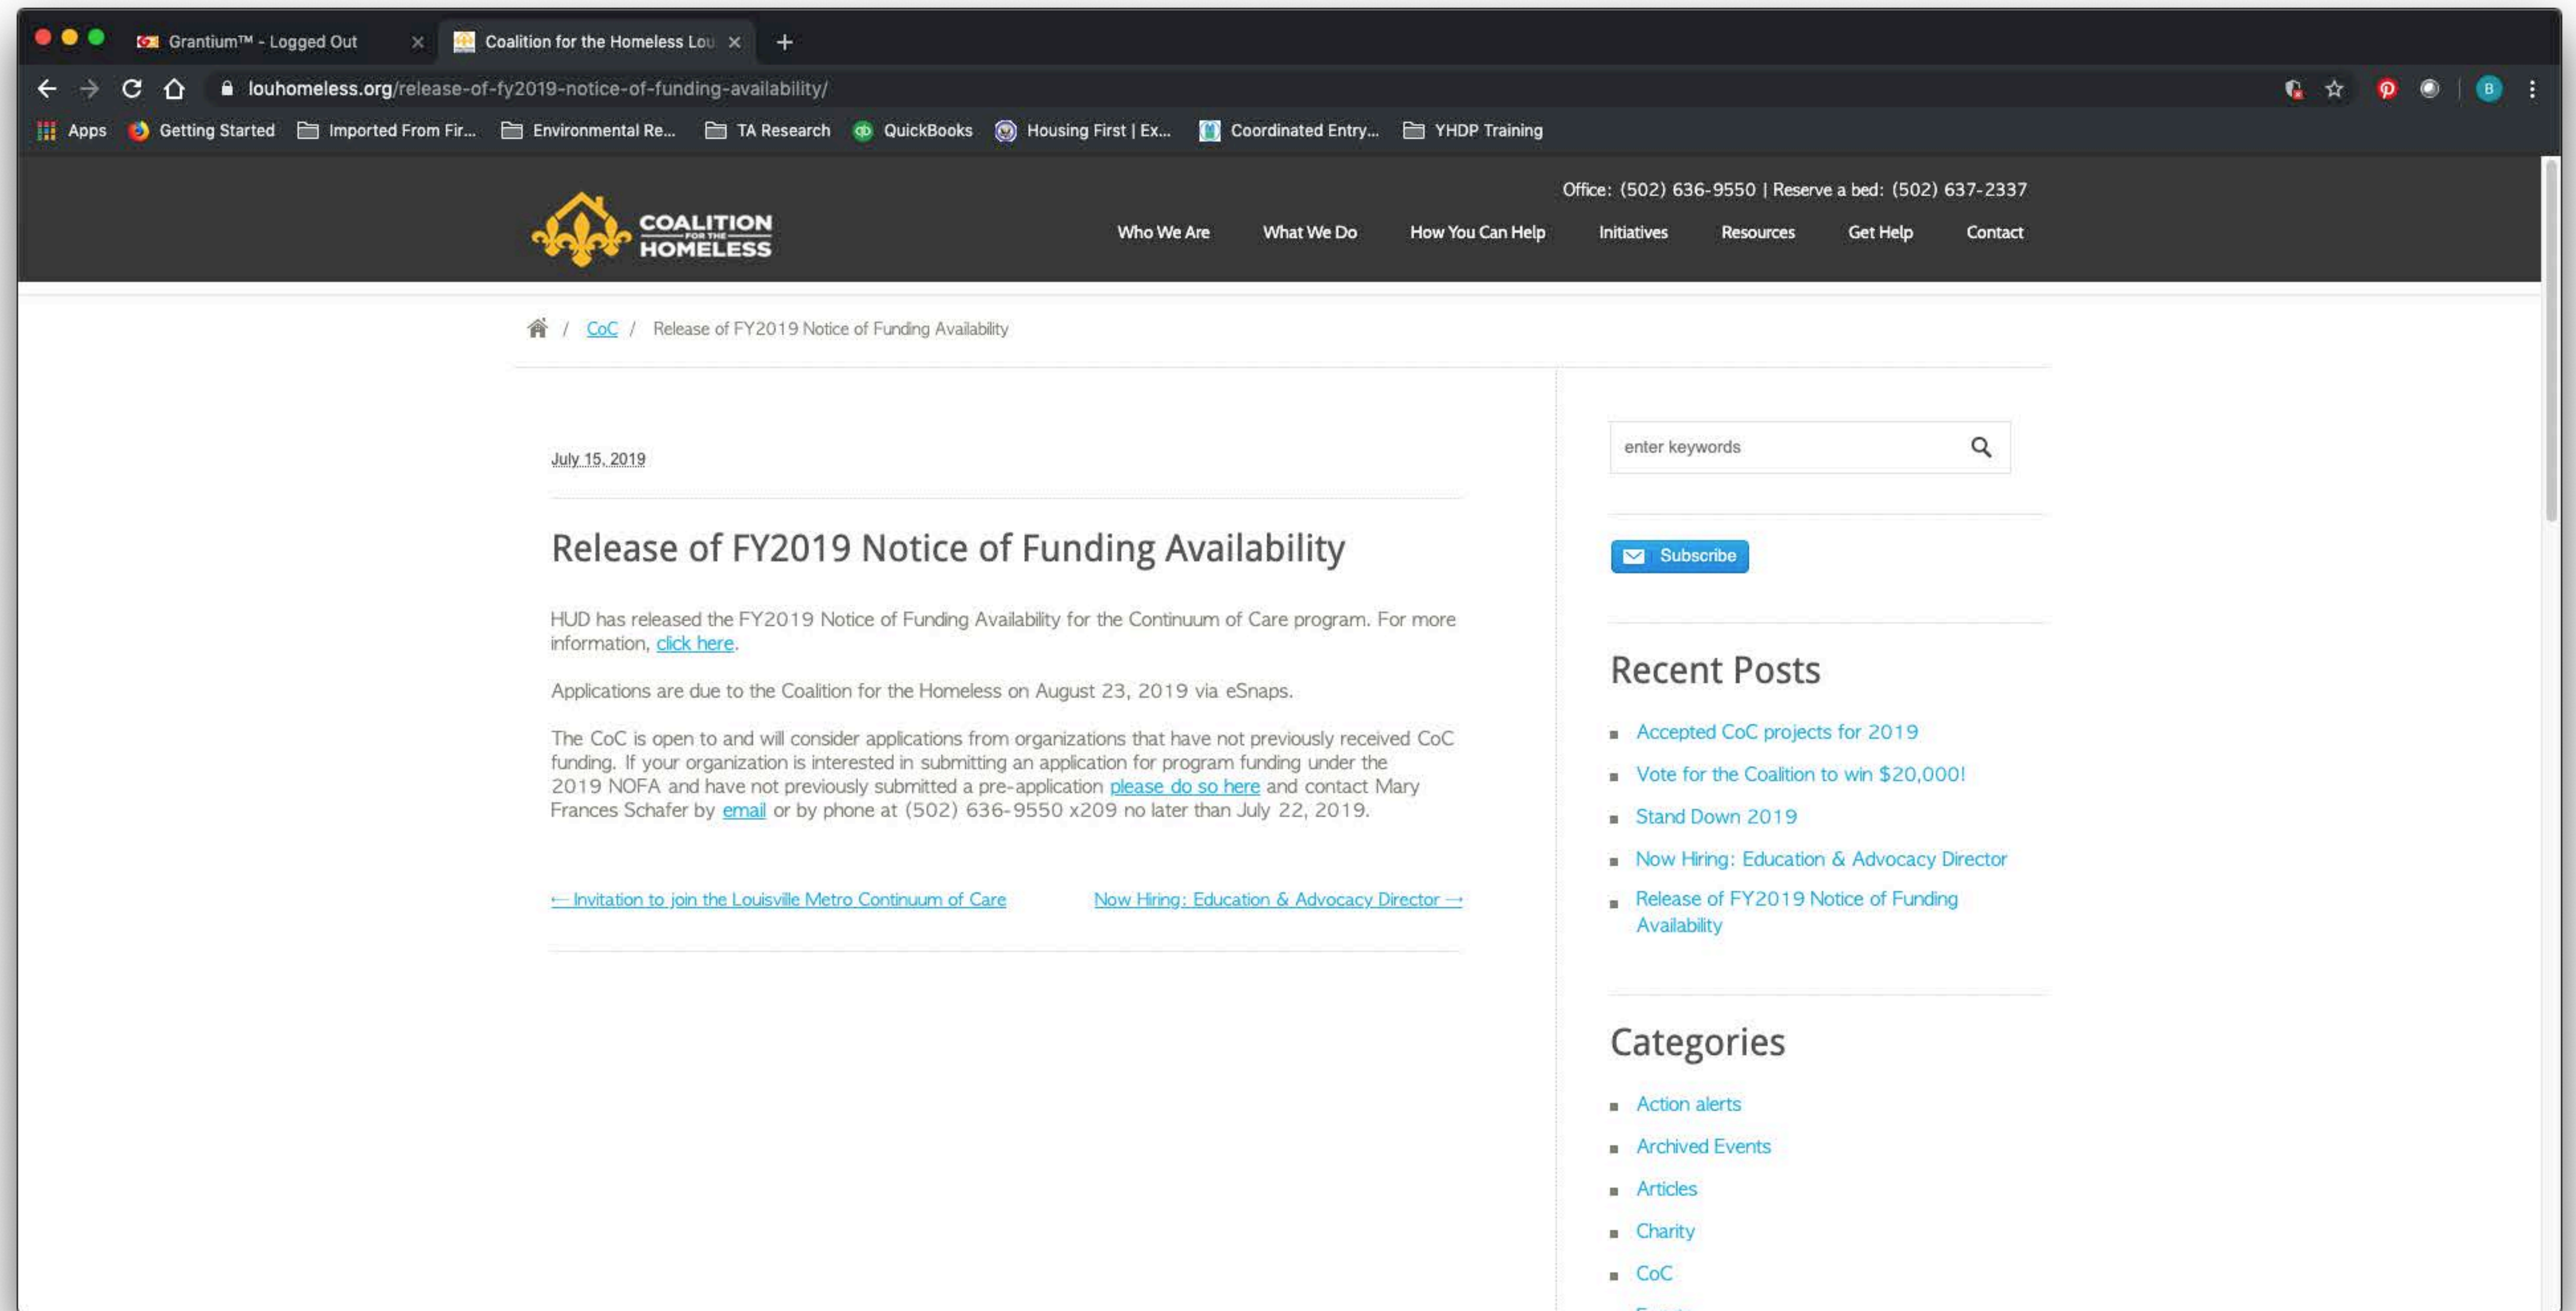 Grantium™ - Logged Out
Coalition for the Homeless Lou
louhomeless.org/release-of-fy2019-notice-of-funding-availability/
B
Apps Getting Started Imported From Fir... Environmental Re... TA Research QuickBooks Housing First | Ex... Coordinated Entry... YHDP Training
Office: (502) 636-9550 | Reserve a bed: (502) 637-2337
COALITION
FOR THE
HOMELESS
Who We Are What We Do How You Can Help Initiatives Resources Get Help Contact
/ CoC / Release of FY2019 Notice of Funding Availability
July 15, 2019
Release of FY2019 Notice of Funding Availability
HUD has released the FY2019 Notice of Funding Availability for the Continuum of Care program. For more
information, click here.
Applications are due to the Coalition for the Homeless on August 23, 2019 via eSnaps.
The CoC is open to and will consider applications from organizations that have not previously received CoC
funding. If your organization is interested in submitting an application for program funding under the
2019 NOFA and have not previously submitted a pre-application please do so here and contact Mary
Frances Schafer by email or by phone at (502) 636-9550 x209 no later than July 22, 2019.
← Invitation to join the Louisville Metro Continuum of Care
Now Hiring: Education & Advocacy Director →
enter keywords
Subscribe
Recent Posts
Accepted CoC projects for 2019
Vote for the Coalition to win $20,000!
Stand Down 2019
Now Hiring: Education & Advocacy Director
Release of FY2019 Notice of Funding
Availability
Categories
Action alerts
Archived Events
Articles
Charity
CoC